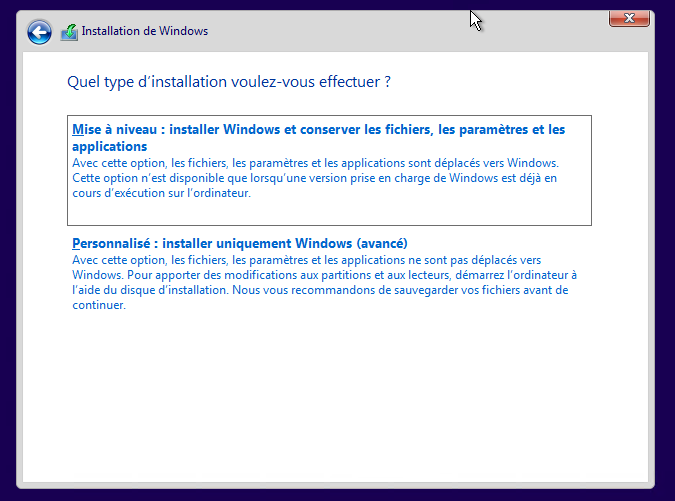 Installation de Windows
Quel type d’installation voulez-vous effectuer ?
Mise à niveau : installer Windows et conserver les fichiers, les paramètres et les
applications
Avec cette option, les fichiers, les paramètres et les applications sont déplacés vers Windows.
Cette option n’est disponible que lorsqu’une version prise en charge de Windows est déjà en
cours d’exécution sur l’ordinateur.
Personnalisé : installer uniquement Windows (avancé)
Avec cette option, les fichiers, les paramètres et les applications ne sont pas déplacés vers
Windows. Pour apporter des modifications aux partitions et aux lecteurs, démarrez l’ordinateur à
l’aide du disque d’installation. Nous vous recommandons de sauvegarder vos fichiers avant de
continuer.